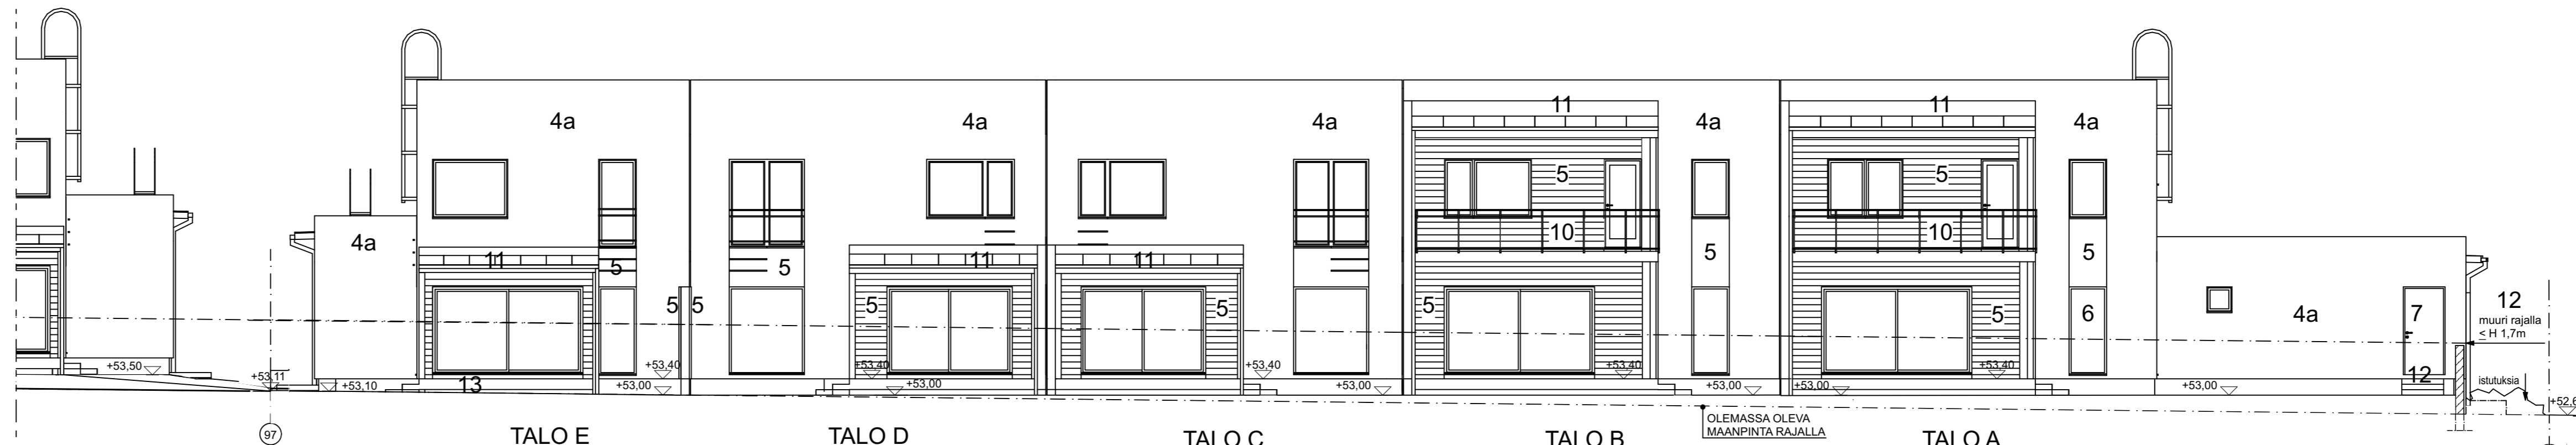 11 11
4a 4a 4a 4a 4a
5 5
4a 10 5 10 5
11 5 5 11 11
5 5 5 5 5 5 6 4a 7 12
muuri rajalla
< H 1,7m
+53,50 +53,11 +53,10 13 +53,40 +53,00 +53,40 +53,00 +53,40 +53,00 +53,40 +53,00 +53,00 +53,40 +53,00 12 istutuksia
97
OLEMASSA OLEVA
MAANPINTA RAJALLA
TALO E TALO D TALO C TALO B TALO A